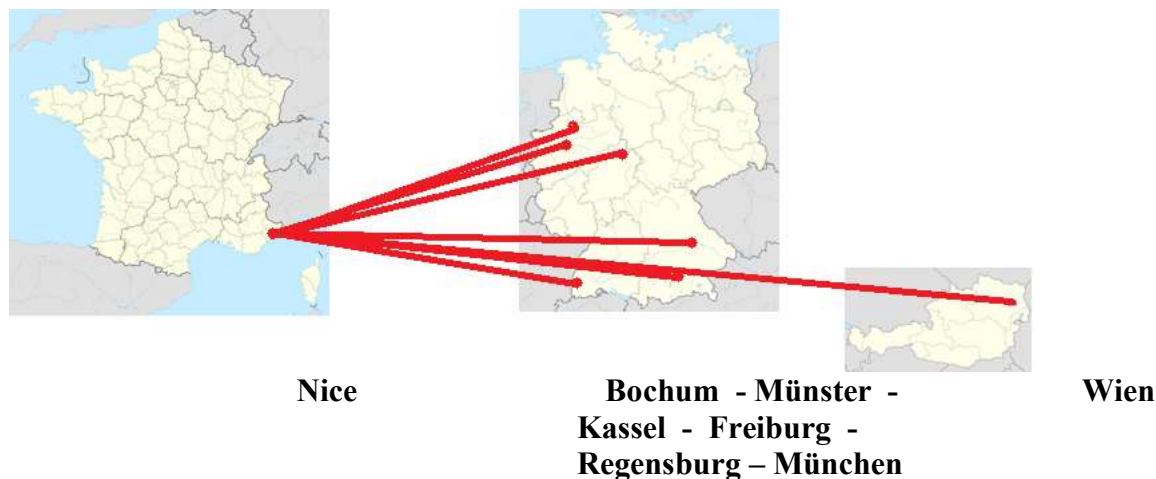 Nice Bochum - Münster - Wien
Kassel - Freiburg -
Regensburg – München